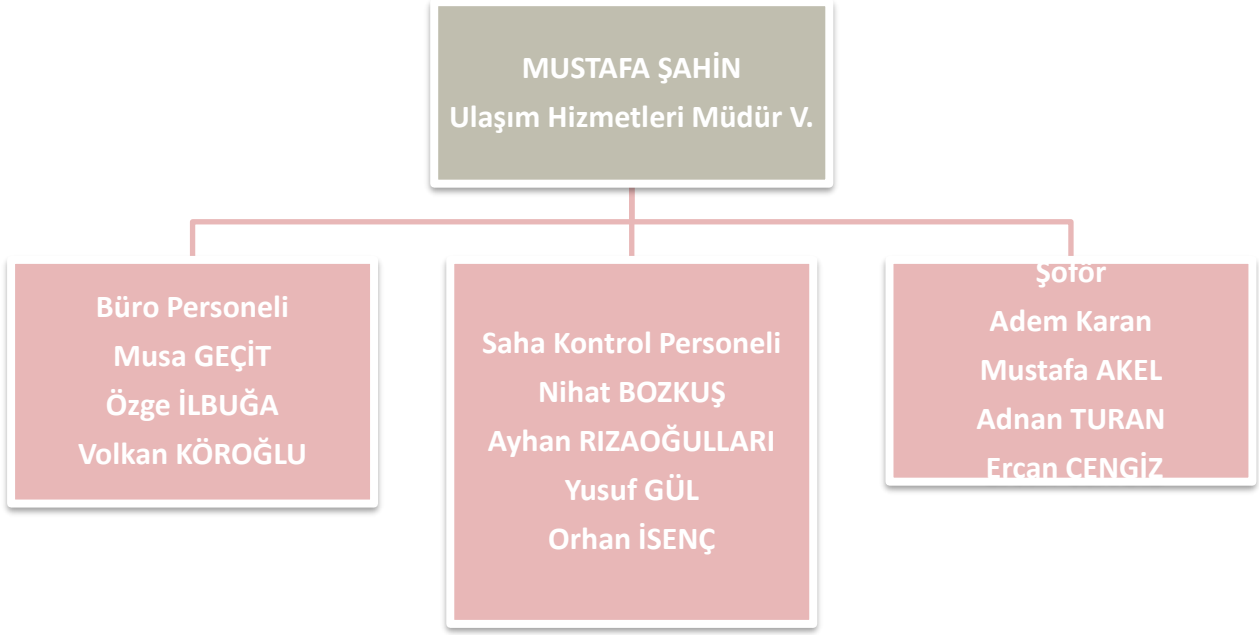 MUSTAFA ŞAHİN
Ulaşım Hizmetleri Müdür V.
Büro Personeli
Musa GEÇİT
Özge İLBUĞA
Volkan KÖROĞLU
Saha Kontrol Personeli
Nihat BOZKUŞ
Ayhan RIZAOĞULLARI
Yusuf GÜL
Orhan İSENÇ
Şoför
Adem Karan
Mustafa AKEL
Adnan TURAN
Ercan CENGİZ